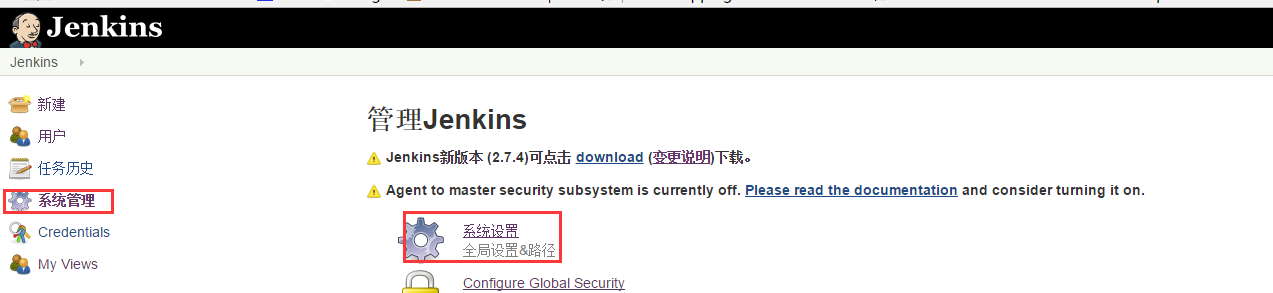 Jenkins
Jenkins
新建
用户
任务历史
系统管理
Credentials
My Views
管理Jenkins
Jenkins新版本 (2.7.4)可点击 download (变更说明)下载。
Agent to master security subsystem is currently off. Please read the documentation and consider turning it on.
系统设置
全局设置&路径
Configure Global Security